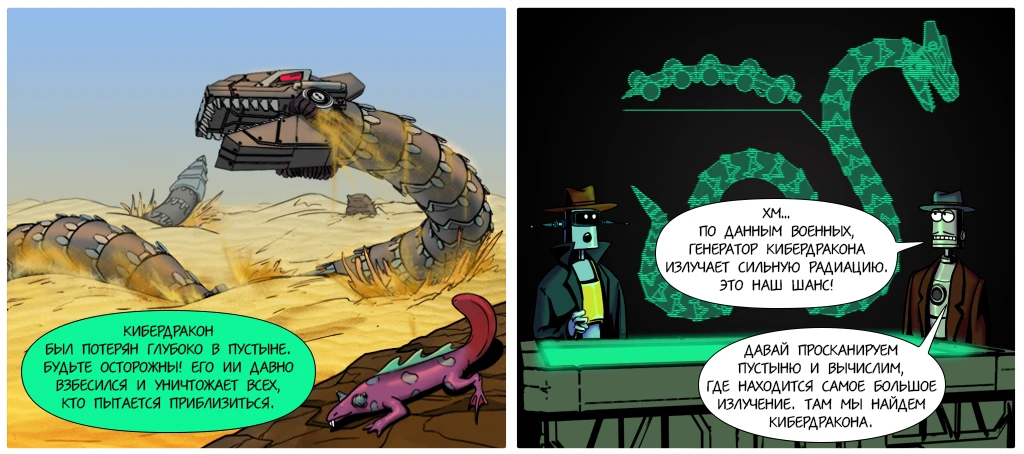 КИБЕРДРАКОН
БЫЛ ПОТЕРЯН ГЛУБОКО В ПУСТЫНЕ.
БУДЬТЕ ОСТОРОЖНЫ! ЕГО ИИ ДАВНО
ВЗБЕСИЛСЯ И УНИЧТОЖАЕТ ВСЕХ,
КТО ПЫТАЕТСЯ ПРИБЛИЗИТЬСЯ.
ХМ...
ПО ДАННЫМ ВОЕННЫХ,
ГЕНЕРАТОР КИБЕРДРАКОНА
ИЗЛУЧАЕТ СИЛЬНУЮ РАДИАЦИЮ.
ЭТО НАШ ШАНС!
ДАВАЙ ПРОСКАНИРУЕМ
ПУСТЫНЮ И ВЫЧИСЛИМ,
ГДЕ НАХОДИТСЯ САМОЕ БОЛЬШОЕ
ИЗЛУЧЕНИЕ. ТАМ МЫ НАЙДЕМ
КИБЕРДРАКОНА.